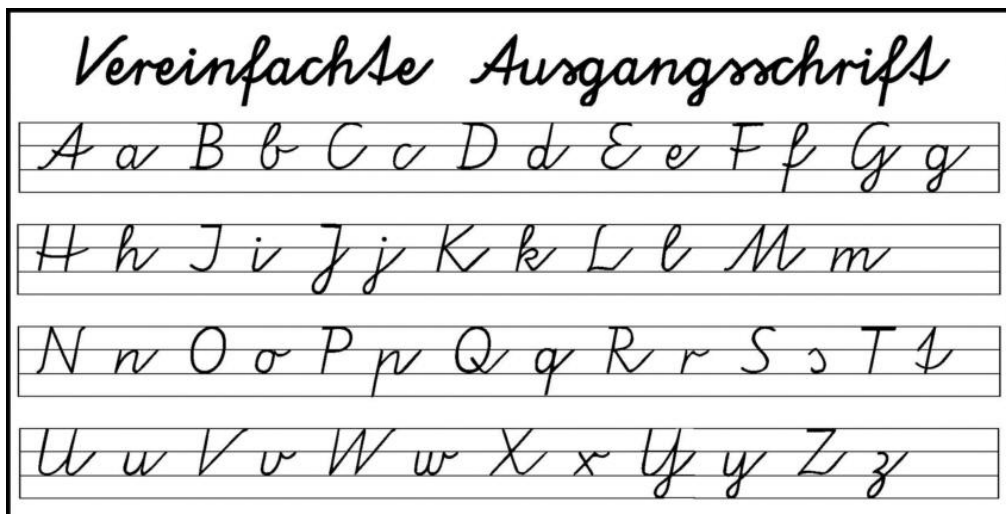 Vereinfachte Ausgangsschrift
A a B b C c D d E e F f G g
H h I i J j K k L l M m
N n O o P p Q q R r S s T t
U u V v W w X x Y y Z z